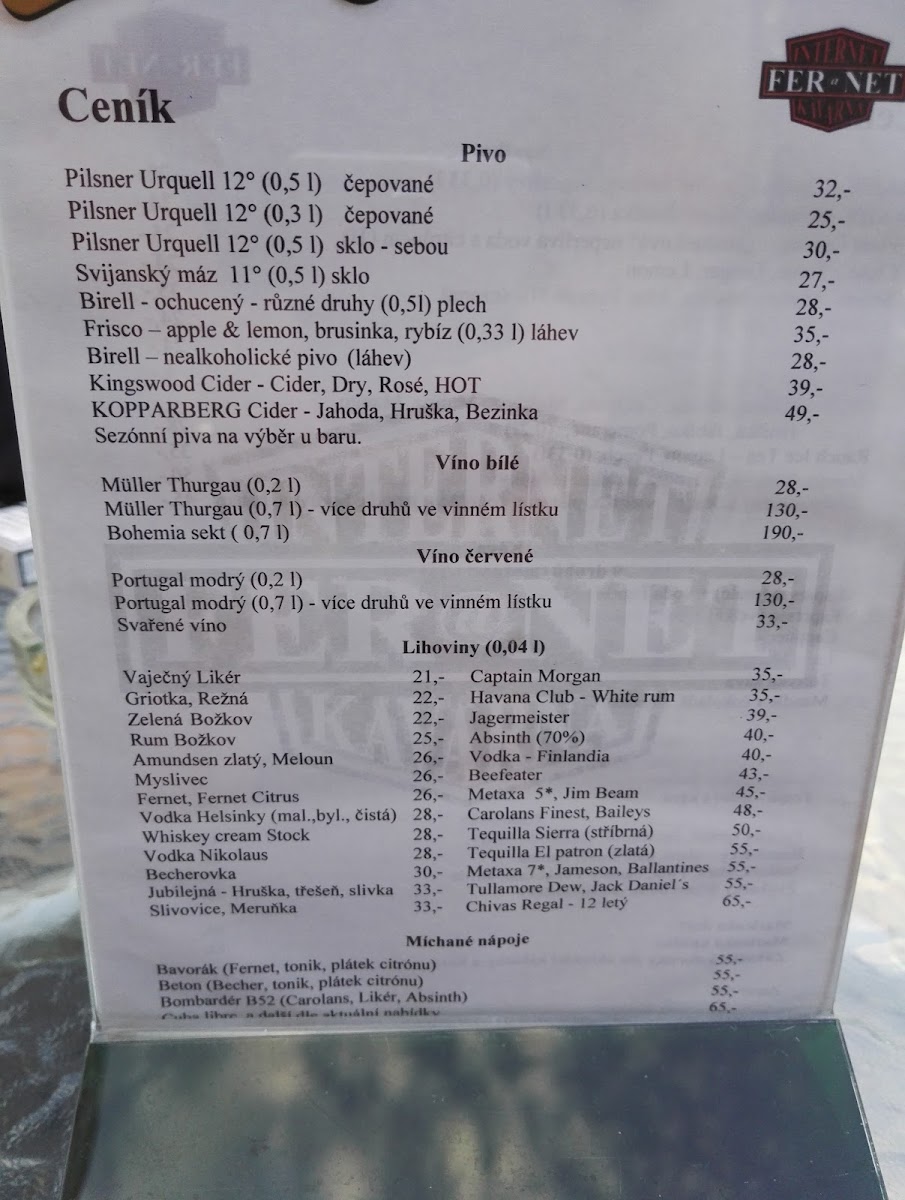 INTERNET
FER@NET
KAVÁRNA
Ceník
Pivo
Pilsner Urquell 12° (0,5 l) čepované 32,-
Pilsner Urquell 12° (0,3 l) čepované 25,-
Pilsner Urquell 12° (0,5 l) sklo - sebou 30,-
Svijanský máz 11° (0,5 l) sklo 27,-
Birell - ochucený - různé druhy (0,5l) plech 28,-
Frisco – apple & lemon, brusinka, rybíz (0,33 l) láhev 35,-
Birell – nealkoholické pivo (láhev) 28,-
Kingswood Cider - Cider, Dry, Rosé, HOT 39,-
KOPPARBERG Cider - Jahoda, Hruška, Bezinka 49,-
Sezónní piva na výběr u baru.
Víno bílé
Müller Thurgau (0,2 l) 28,-
Müller Thurgau (0,7 l) - více druhů ve vinném lístku 130,-
Bohemia sekt ( 0,7 l) 190,-
Víno červené
Portugal modrý (0,2 l) 28,-
Portugal modrý (0,7 l) - více druhů ve vinném lístku 130,-
Svařené víno 33,-
Lihoviny (0,04 l)
Vaječný Likér 21,- Captain Morgan 35,-
Griotka, Režná 22,- Havana Club - White rum 35,-
Zelená Božkov 22,- Jagermeister 39,-
Rum Božkov 25,- Absinth (70%) 40,-
Amundsen zlatý, Meloun 26,- Vodka - Finlandia 40,-
Myslivec 26,- Beefeater 43,-
Fernet, Fernet Citrus 26,- Metaxa 5*, Jim Beam 45,-
Vodka Helsinky (mal.,byl., čistá) 28,- Carolans Finest, Baileys 48,-
Whiskey cream Stock 28,- Tequilla Sierra (stříbrná) 50,-
Vodka Nikolaus 28,- Tequilla El patron (zlatá) 55,-
Becherovka 30,- Metaxa 7*, Jameson, Ballantines 55,-
Jubilejná - Hruška, třešeň, slivka 33,- Tullamore Dew, Jack Daniel´s 55,-
Slivovice, Meruňka 33,- Chivas Regal - 12 letý 65,-
Míchané nápoje
Bavorák (Fernet, tonik, plátek citrónu) 55,-
Beton (Becher, tonik, plátek citrónu) 55,-
Bombardér B52 (Carolans, Likér, Absinth) 55,-
Cuba libre a další dle aktuální nabídky 65,-